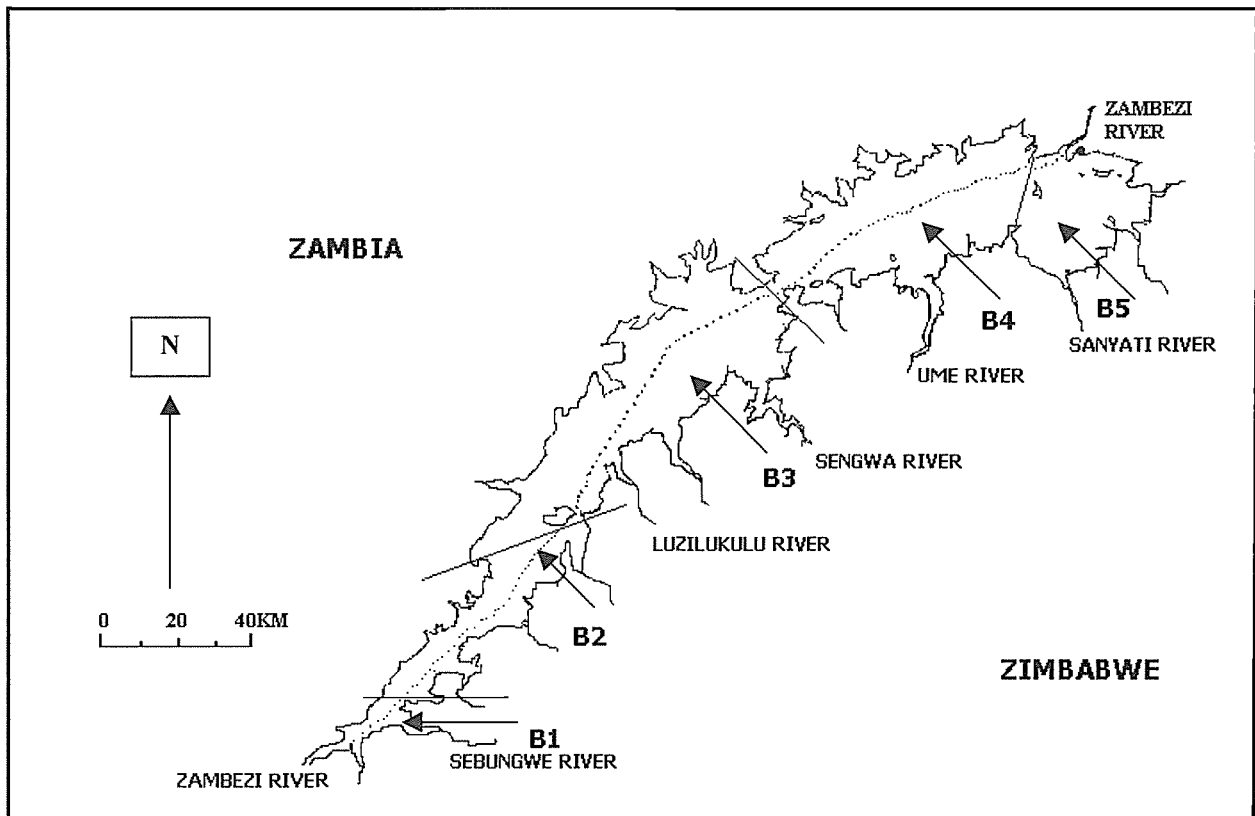 ZAMBEZI
RIVER
ZAMBIA
N
B4
B5
SANYATI RIVER
UME RIVER
B3
SENGWA RIVER
LUZILUKULU RIVER
0 20 40KM
B2
ZIMBABWE
B1
SEBUNGWE RIVER
ZAMBEZI RIVER